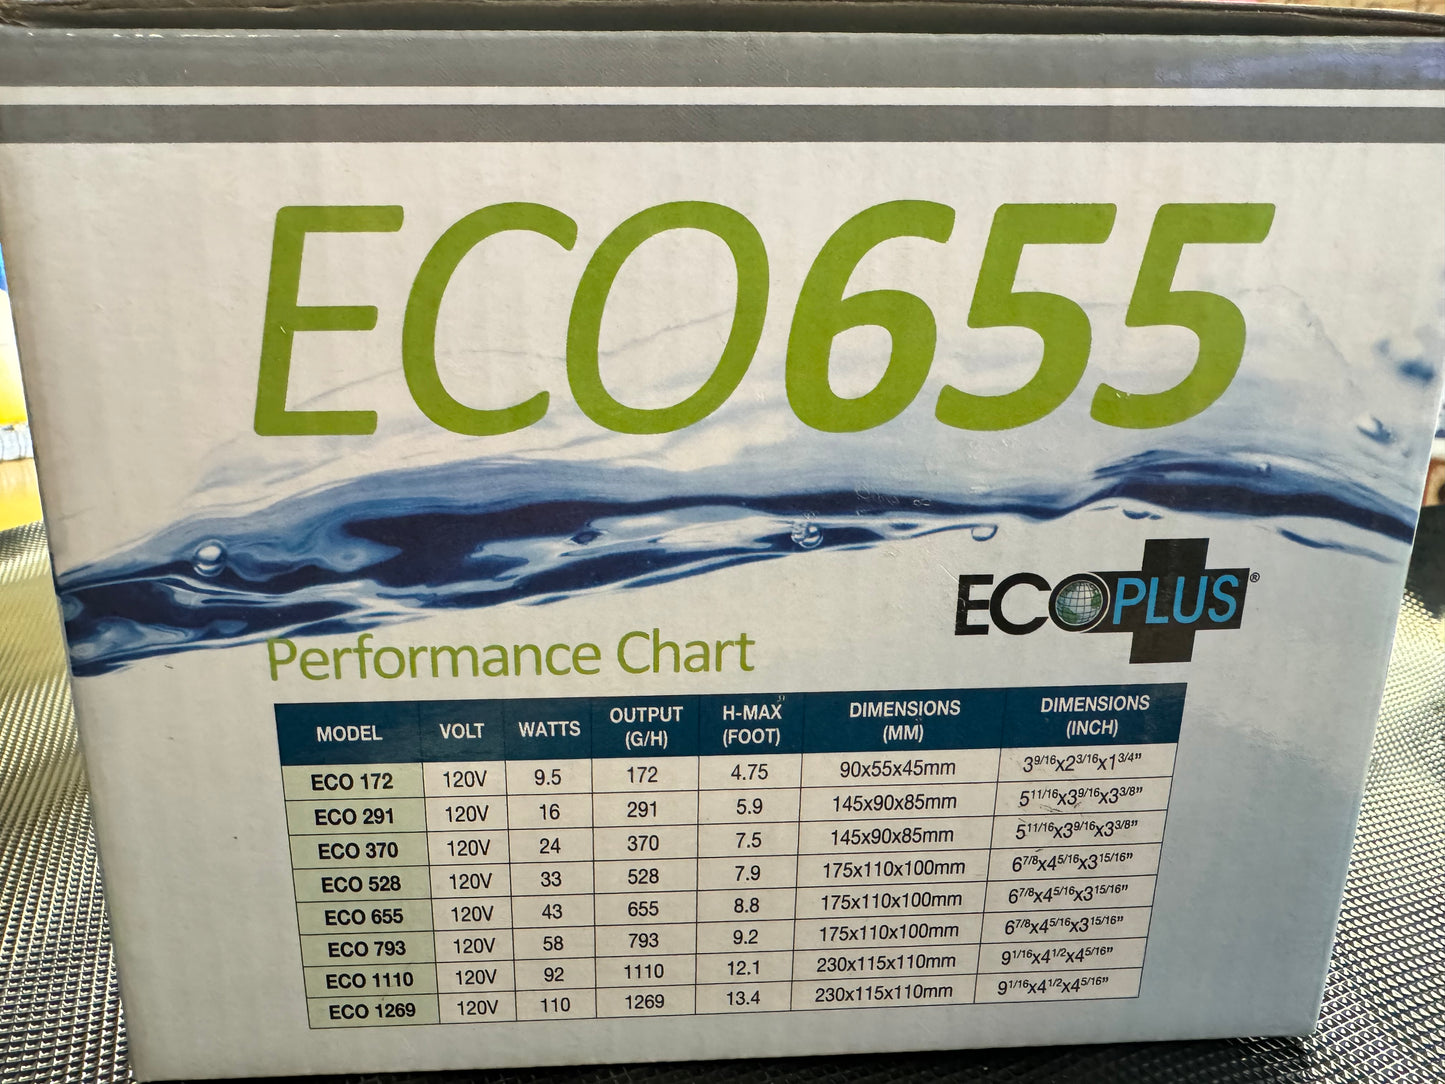 ECO655
ECOPLUS®
Performance Chart
MODEL VOLT WATTS OUTPUT (G/H) H-MAX (FOOT) DIMENSIONS (MM) DIMENSIONS (INCH)
ECO 172 120V 9.5 172 4.75 90x55x45mm 3 9/16x2 3/16x1 3/4"
ECO 291 120V 16 291 5.9 145x90x85mm 5 11/16x3 9/16x3 3/8"
ECO 370 120V 24 370 7.5 145x90x85mm 5 11/16x3 9/16x3 3/8"
ECO 528 120V 33 528 7.9 175x110x100mm 6 7/8x4 5/16x3 15/16"
ECO 655 120V 43 655 8.8 175x110x100mm 6 7/8x4 5/16x3 15/16"
ECO 793 120V 58 793 9.2 175x110x100mm 6 7/8x4 5/16x3 15/16"
ECO 1110 120V 92 1110 12.1 230x115x110mm 9 1/16x4 1/2x4 5/16"
ECO 1269 120V 110 1269 13.4 230x115x110mm 9 1/16x4 1/2x4 5/16"